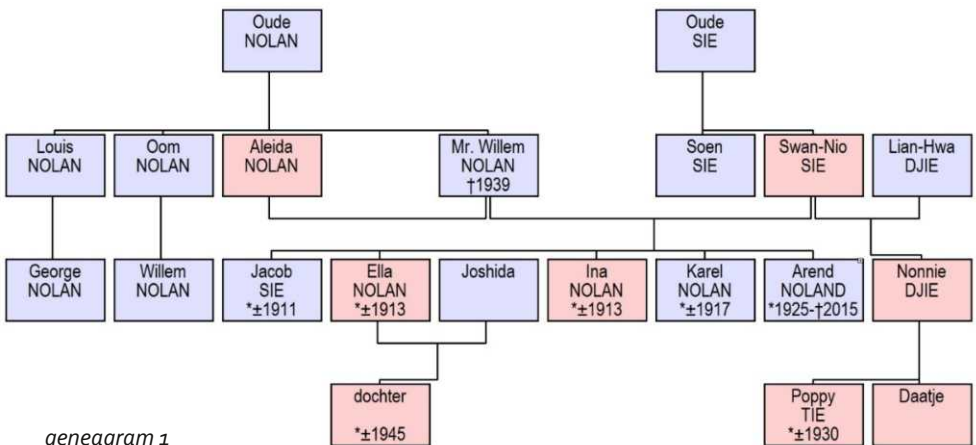 Oude
NOLAN
Oude
SIE
Louis
NOLAN
Oom
NOLAN
Aleida
NOLAN
Mr. Willem
NOLAN
†1939
Soen
SIE
Swan-Nio
SIE
Lian-Hwa
DJIE
George
NOLAN
Willem
NOLAN
Jacob
SIE
*±1911
Ella
NOLAN
*±1913
Joshida
Ina
NOLAN
*±1913
Karel
NOLAN
*±1917
Arend
NOLAND
*1925-†2015
Nonnie
DJIE
dochter
*±1945
Poppy
TIE
*±1930
Daatje
geneggram 1